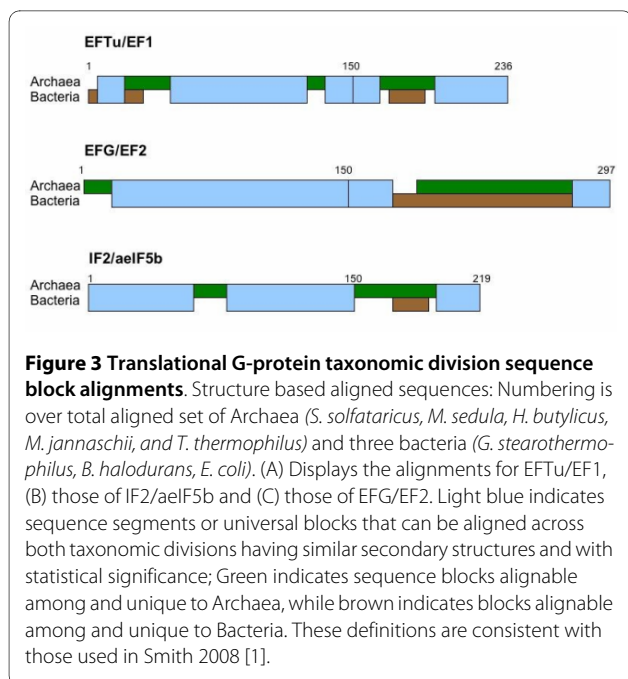 EFTu/EF1
1 150 236
Archaea
Bacteria
EFG/EF2
1 150 297
Archaea
Bacteria
IF2/aeIF5b
1 150 219
Archaea
Bacteria
Figure 3 Translational G-protein taxonomic division sequence
block alignments. Structure based aligned sequences: Numbering is
over total aligned set of Archaea (S. solfataricus, M. sedula, H. butylicus,
M. jannaschii, and T. thermophilus) and three bacteria (G. stearothermo-
philus, B. halodurans, E. coli). (A) Displays the alignments for EFTu/EF1,
(B) those of IF2/aeIF5b and (C) those of EFG/EF2. Light blue indicates
sequence segments or universal blocks that can be aligned across
both taxonomic divisions having similar secondary structures and with
statistical significance; Green indicates sequence blocks alignable
among and unique to Archaea, while brown indicates blocks alignable
among and unique to Bacteria. These definitions are consistent with
those used in Smith 2008 [1].